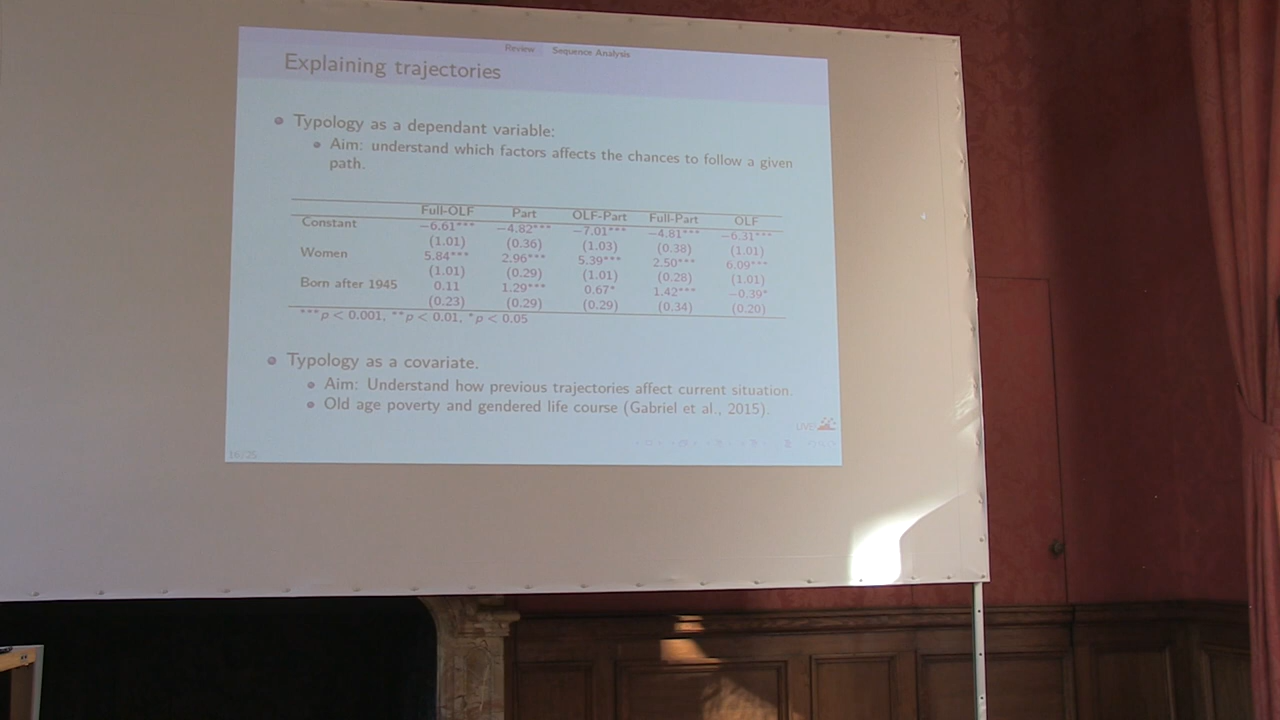 Review Sequence Analysis
Explaining trajectories
Typology as a dependant variable:
Aim: understand which factors affects the chances to follow a given
path.
Full-OLF Part OLF-Part Full-Part OLF
Constant −6.61*** −4.82*** −7.01*** −4.81*** −6.31***
(1.01) (0.36) (1.03) (0.38) (1.01)
Women 5.84*** 2.96*** 5.39*** 2.50*** 6.09***
(1.01) (0.29) (1.01) (0.28) (1.01)
Born after 1945 0.11 1.29*** 0.67* 1.42*** −0.39*
(0.23) (0.29) (0.29) (0.34) (0.20)
***p < 0.001, **p < 0.01, *p < 0.05
Typology as a covariate.
Aim: Understand how previous trajectories affect current situation.
Old age poverty and gendered life course (Gabriel et al., 2015).
LIVES
16/25